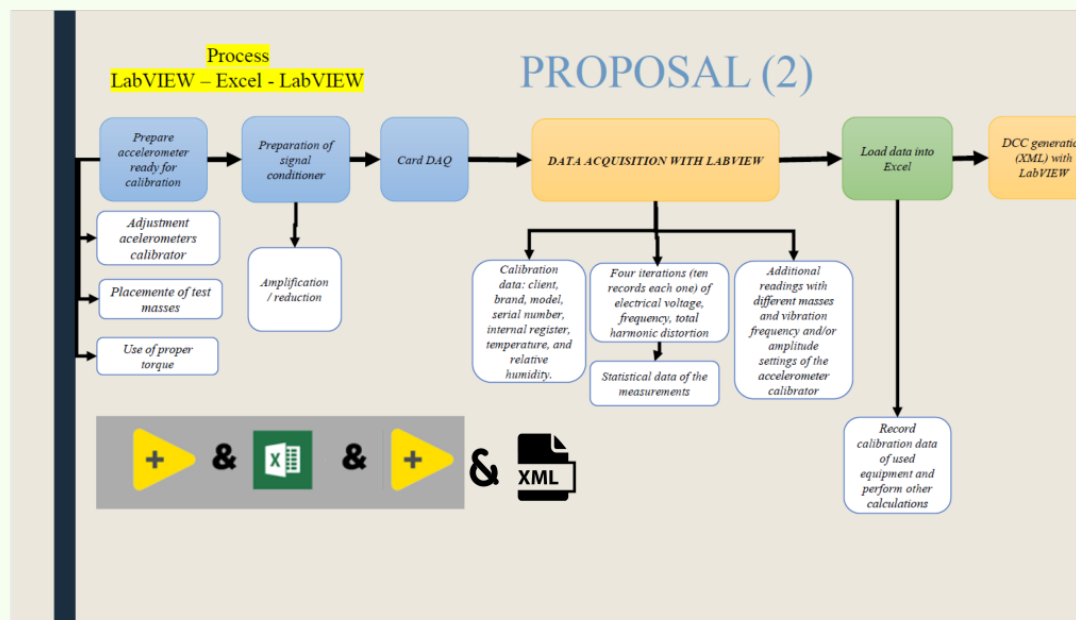 Process
LabVIEW – Excel - LabVIEW
PROPOSAL (2)
Prepare
accelerometer
ready for
calibration
Preparation of
signal
conditioner
Card DAQ
DATA ACQUISITION WITH LABVIEW
Load data into
Excel
DCC generatio
(XML) with
LabVIEW
Adjustment
acelerometers
calibrator
Placemente of test
masses
Use of proper
torque
Amplification
/ reduction
Calibration
data: client,
brand, model,
serial number,
internal register,
temperature, and
relative
humidity.
Four iterations (ten
records each one) of
electrical voltage,
frequency, total
harmonic distortion
Statistical data of the
measurements
Additional
readings with
different masses
and vibration
frequency and/or
amplitude
settings of the
accelerometer
calibrator
Record
calibration data
of used
equipment and
perform other
calculations
+ & X & + & XML